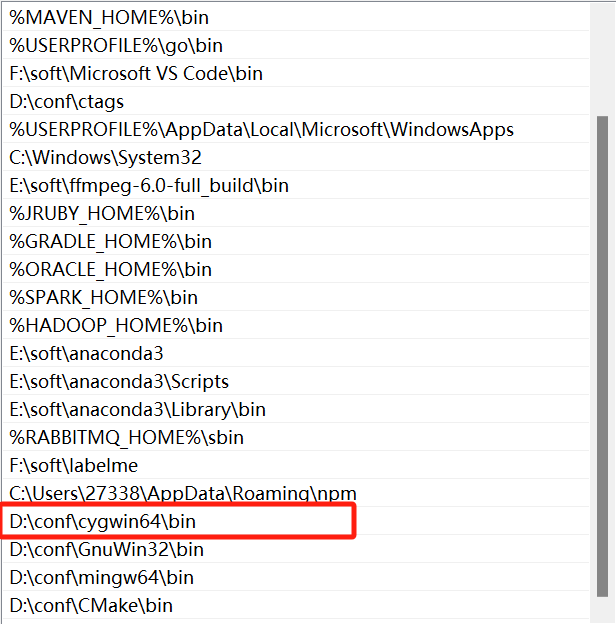 %MAVEN_HOME%\bin
%USERPROFILE%\go\bin
F:\soft\Microsoft VS Code\bin
D:\conf\ctags
%USERPROFILE%\AppData\Local\Microsoft\WindowsApps
C:\Windows\System32
E:\soft\ffmpeg-6.0-full_build\bin
%JRUBY_HOME%\bin
%GRADLE_HOME%\bin
%ORACLE_HOME%\bin
%SPARK_HOME%\bin
%HADOOP_HOME%\bin
E:\soft\anaconda3
E:\soft\anaconda3\Scripts
E:\soft\anaconda3\Library\bin
%RABBITMQ_HOME%\sbin
F:\soft\labelme
C:\Users\27338\AppData\Roaming\npm
D:\conf\cygwin64\bin
D:\conf\GnuWin32\bin
D:\conf\mingw64\bin
D:\conf\CMake\bin